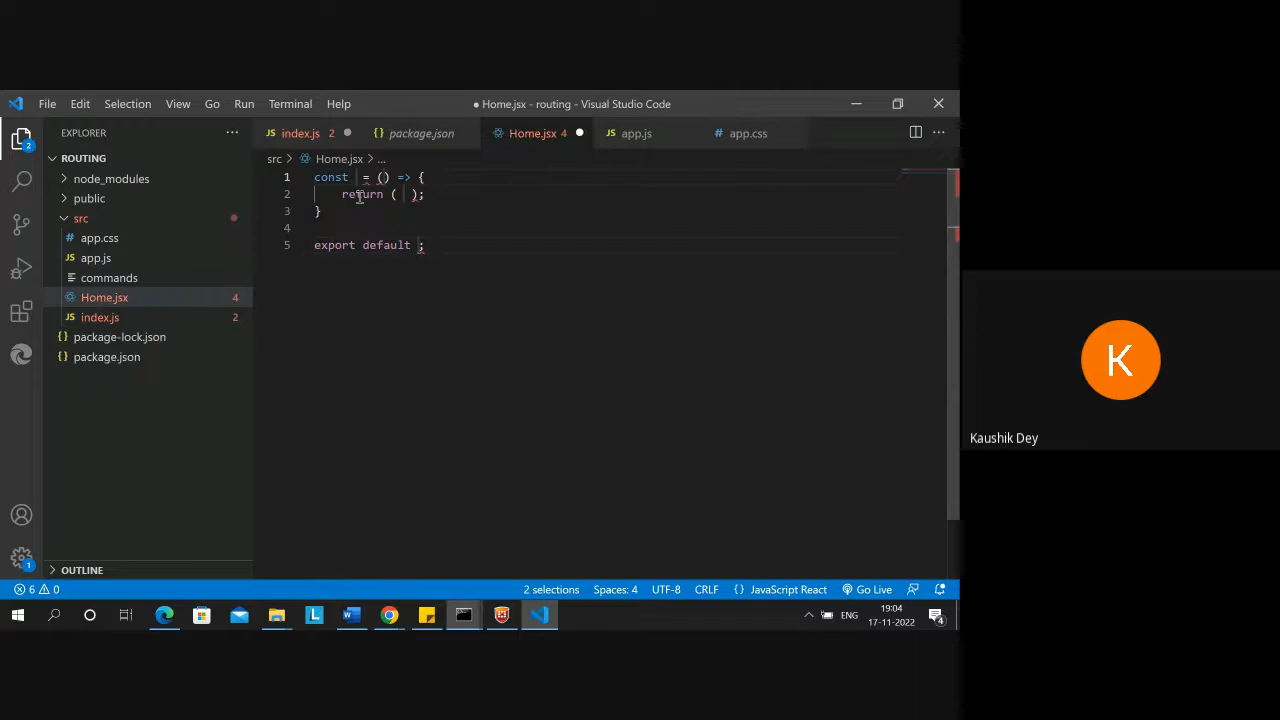 File Edit Selection View Go Run Terminal Help
● Home.jsx - routing - Visual Studio Code
EXPLORER
JS index.js 2
{} package.json
Home.jsx 4
JS app.js
# app.css
ROUTING
node_modules
public
src
# app.css
JS app.js
commands
Home.jsx 4
JS index.js 2
{} package-lock.json
{} package.json
src > Home.jsx > ...
1 const = () => {
2 return ( );
3 }
4
5 export default ;
2
1
OUTLINE
6 0
2 selections Spaces: 4 UTF-8 CRLF {} JavaScript React Go Live
L W
ENG
19:04
17-11-2022
4
K
Kaushik Dey